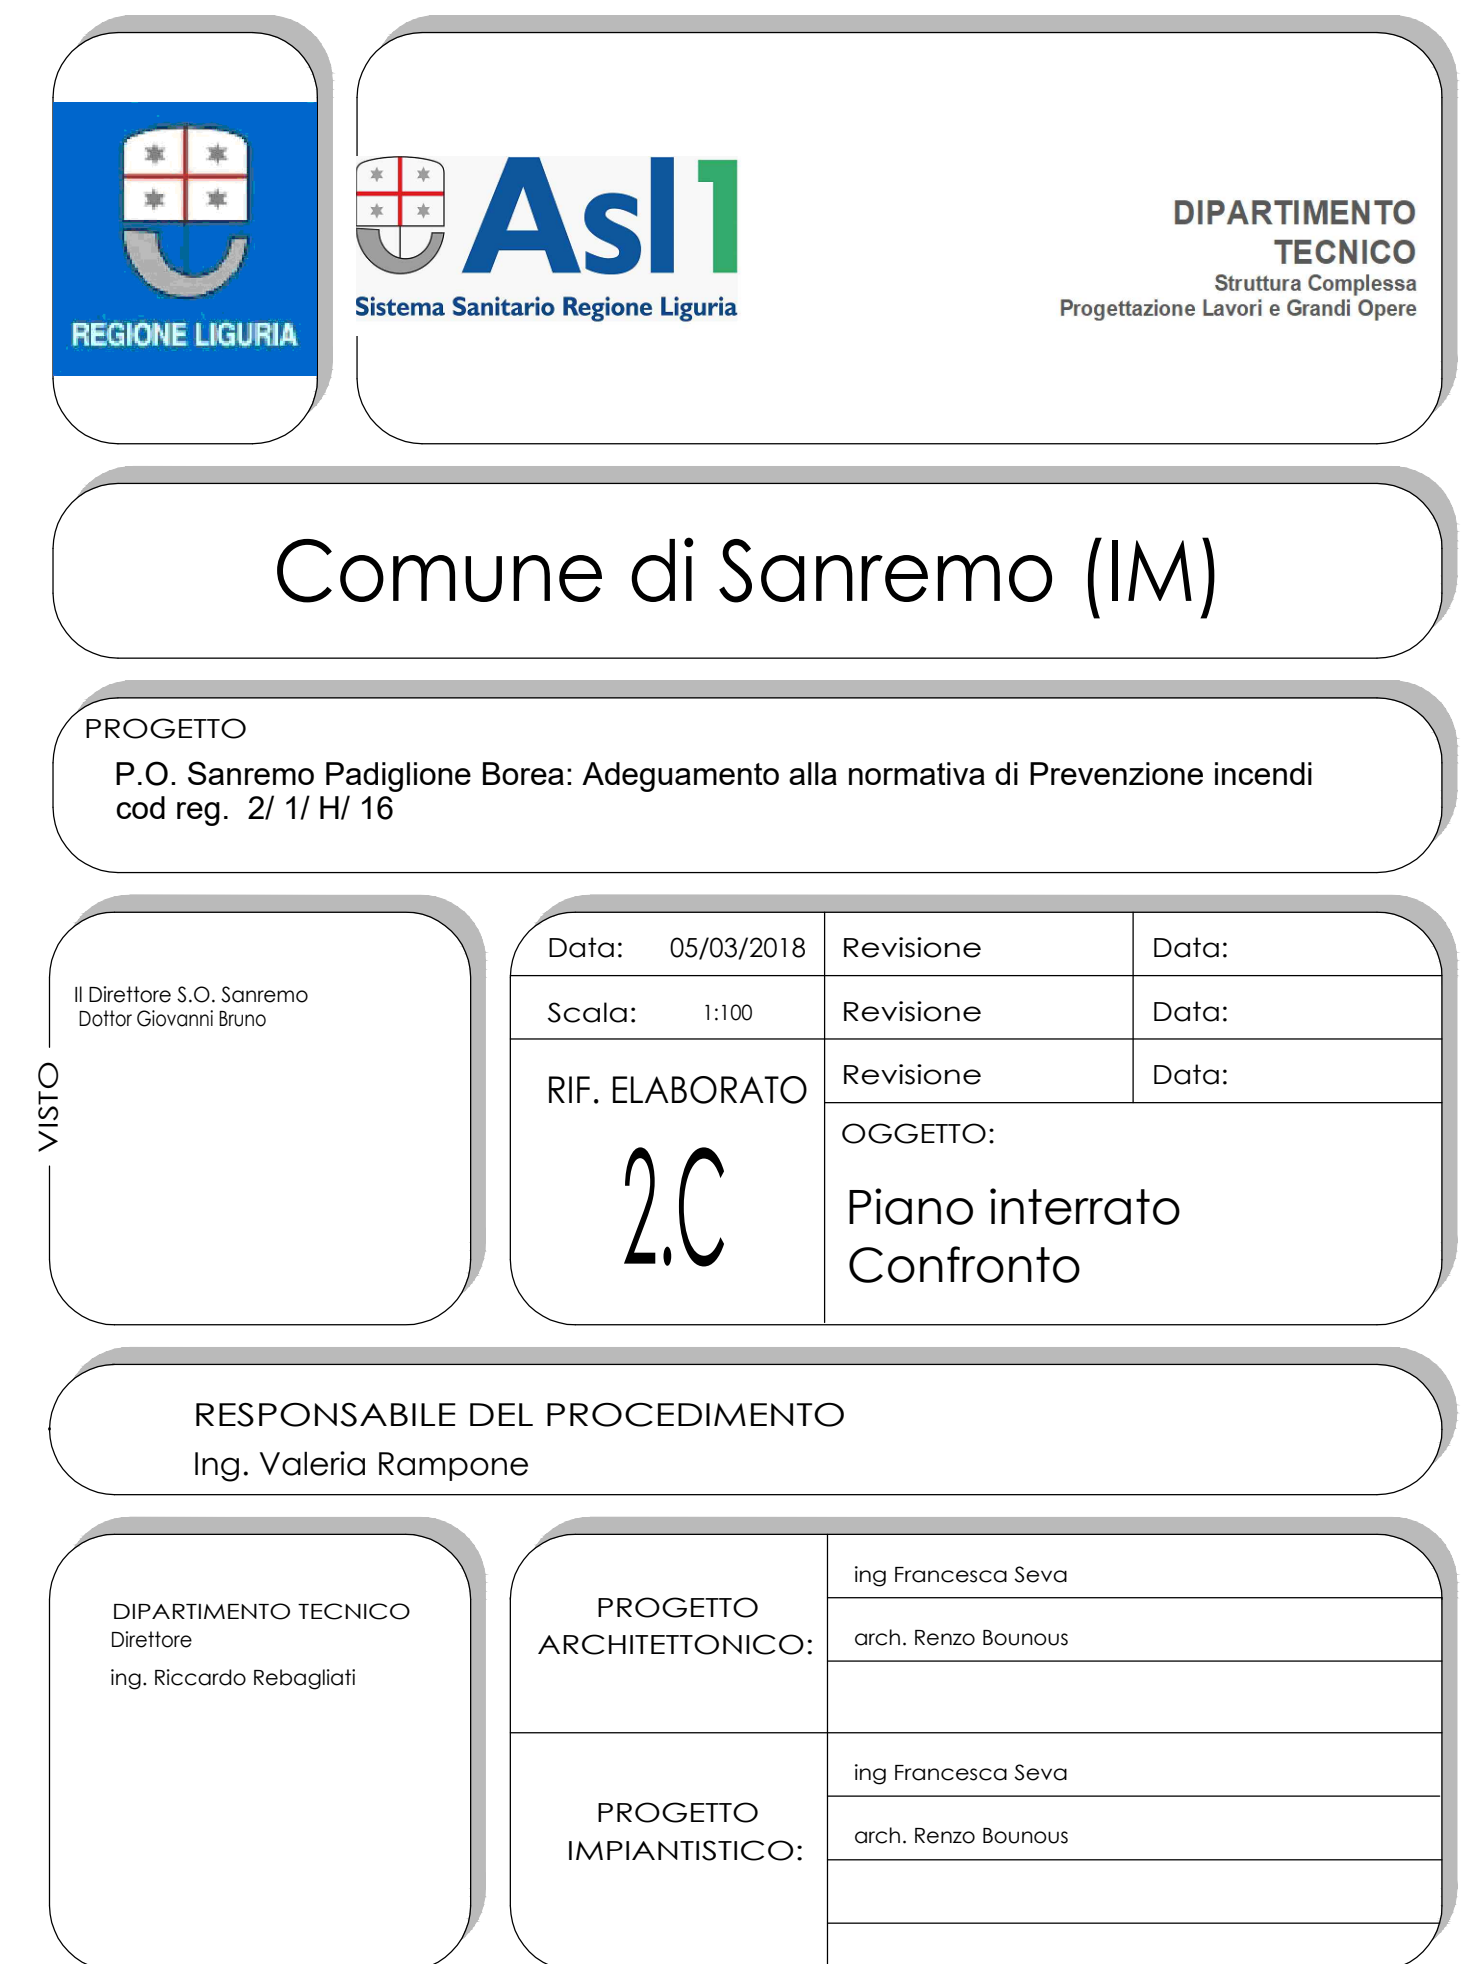 REGIONE LIGURIA
Asl1
Sistema Sanitario Regione Liguria
DIPARTIMENTO
TECNICO
Struttura Complessa
Progettazione Lavori e Grandi Opere
Comune di Sanremo (IM)
PROGETTO
P.O. Sanremo Padiglione Borea: Adeguamento alla normativa di Prevenzione incendi
cod reg. 2/ 1/ H/ 16
VISTO
Il Direttore S.O. Sanremo
Dottor Giovanni Bruno
Data: 05/03/2018 Revisione Data:
Scala: 1:100 Revisione Data:
Revisione Data:
RIF. ELABORATO
2.C
OGGETTO:
Piano interrato
Confronto
RESPONSABILE DEL PROCEDIMENTO
Ing. Valeria Rampone
DIPARTIMENTO TECNICO
Direttore
ing. Riccardo Rebagliati
PROGETTO
ARCHITETTONICO:
ing Francesca Seva
arch. Renzo Bounous
PROGETTO
IMPIANTISTICO:
ing Francesca Seva
arch. Renzo Bounous